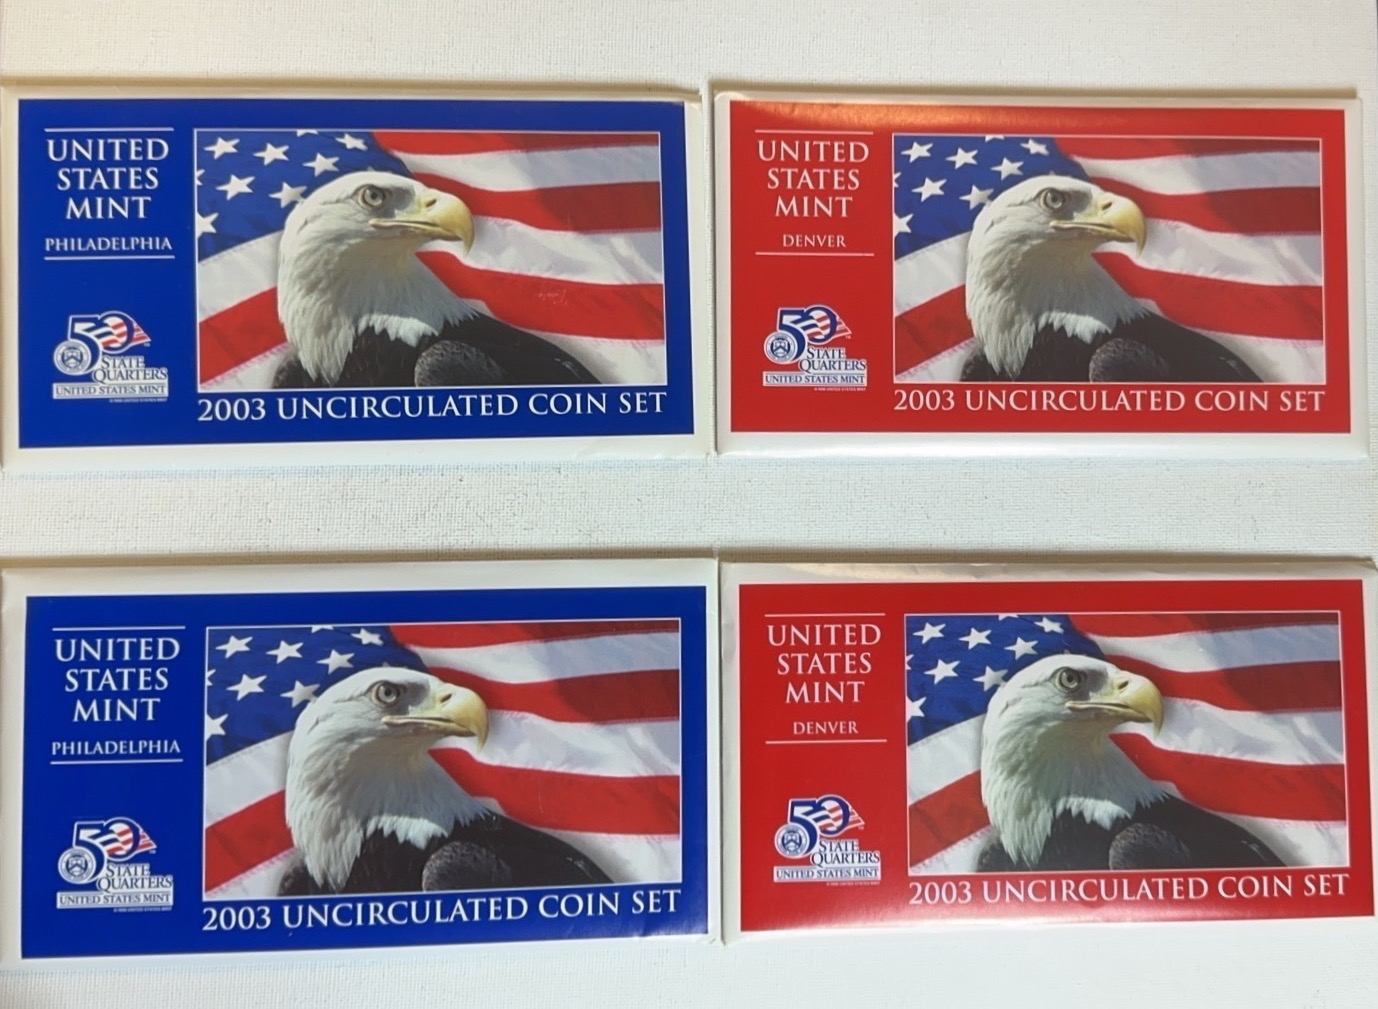 UNITED
STATES
MINT
PHILADELPHIA
50
STATE
QUARTERS
UNITED STATES MINT
2003 UNCIRCULATED COIN SET
UNITED
STATES
MINT
DENVER
50
STATE
QUARTERS
UNITED STATES MINT
2003 UNCIRCULATED COIN SET
UNITED
STATES
MINT
PHILADELPHIA
50
STATE
QUARTERS
UNITED STATES MINT
2003 UNCIRCULATED COIN SET
UNITED
STATES
MINT
DENVER
50
STATE
QUARTERS
UNITED STATES MINT
2003 UNCIRCULATED COIN SET